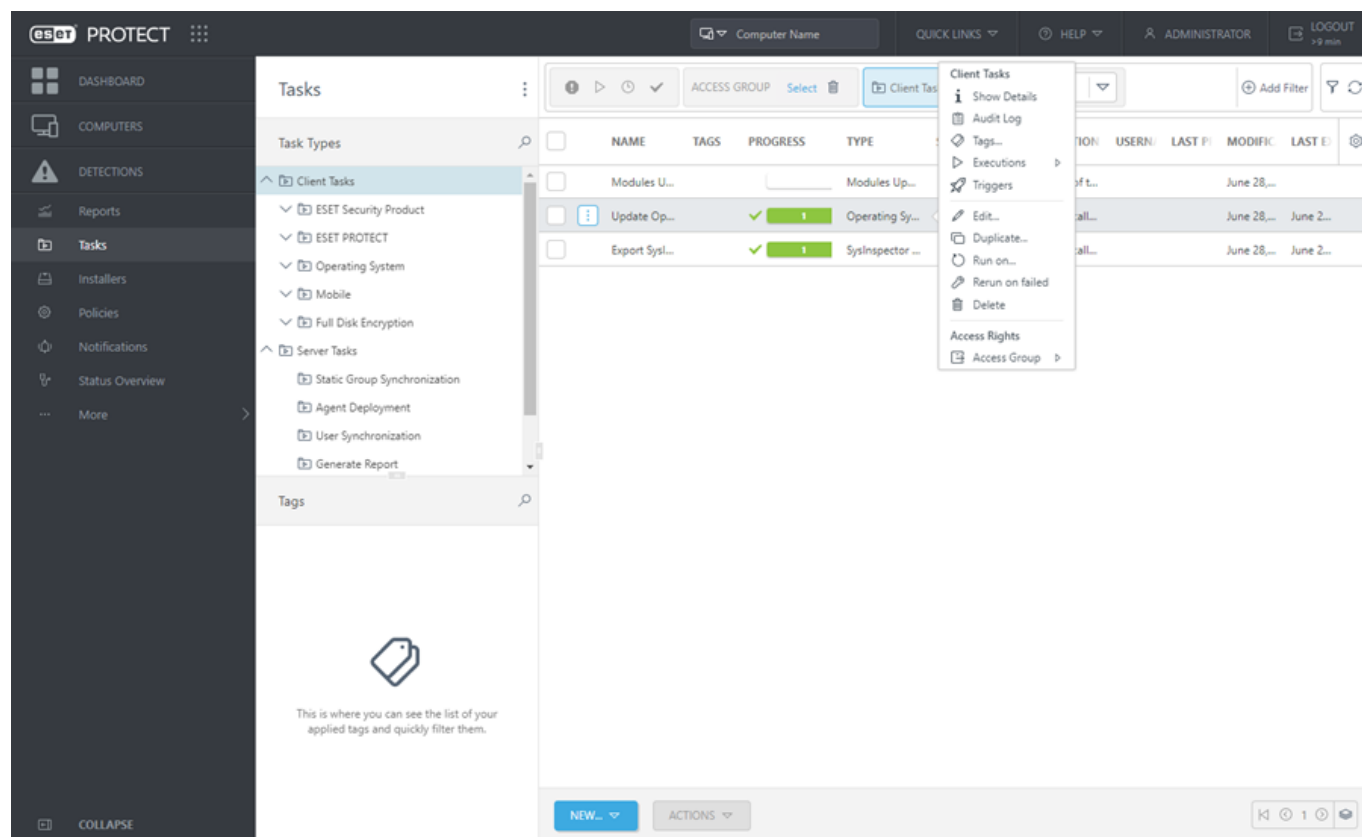 eset PROTECT
Computer Name
QUICK LINKS
HELP
ADMINISTRATOR
LOGOUT
>9 min
DASHBOARD
COMPUTERS
DETECTIONS
Reports
Tasks
Installers
Policies
Notifications
Status Overview
More
COLLAPSE
Tasks
Task Types
Client Tasks
ESET Security Product
ESET PROTECT
Operating System
Mobile
Full Disk Encryption
Server Tasks
Static Group Synchronization
Agent Deployment
User Synchronization
Generate Report
Tags
This is where you can see the list of your
applied tags and quickly filter them.
ACCESS GROUP Select
Client Tas
Add Filter
NAME TAGS PROGRESS TYPE TION USERN LAST P MODIFIC LAST E
Modules U... Modules Up... of t... June 28,...
Update Op... 1 Operating Sy... all... June 28,... June 2...
Export SysI... 1 SysInspector ... all... June 28,... June 2...
Client Tasks
Show Details
Audit Log
Tags...
Executions
Triggers
Edit...
Duplicate...
Run on...
Rerun on failed
Delete
Access Rights
Access Group
NEW...
ACTIONS
1